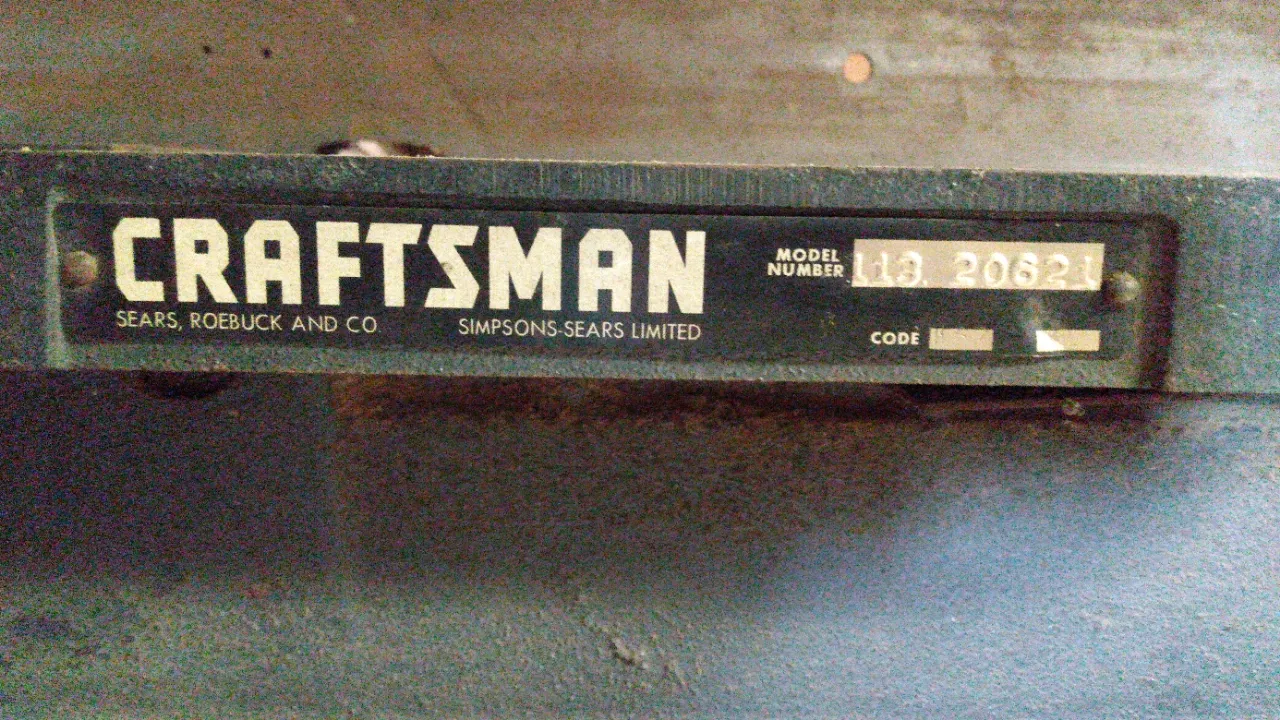 CRAFTSMAN
SEARS, ROEBUCK AND CO. SIMPSONS-SEARS LIMITED
MODEL
NUMBER 113. 20621
CODE